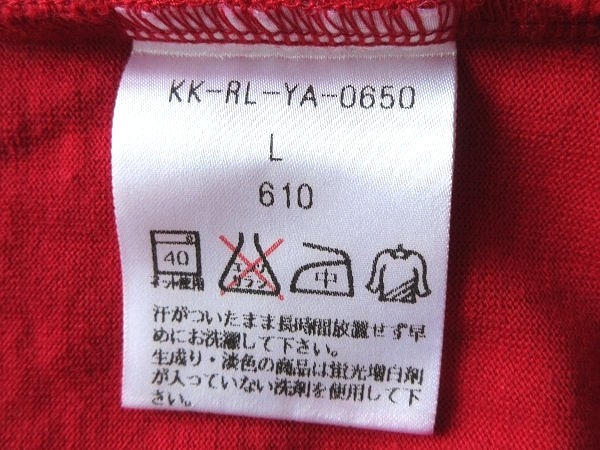 KK-RL-YA-0650
L
610
40
ネット使用
エンソ
サラシ
中
汗がついたまま長時間放置せず早
めにお洗濯して下さい。
生成り・淡色の商品は蛍光増白剤
が入っていない洗剤を使用して下
さい。